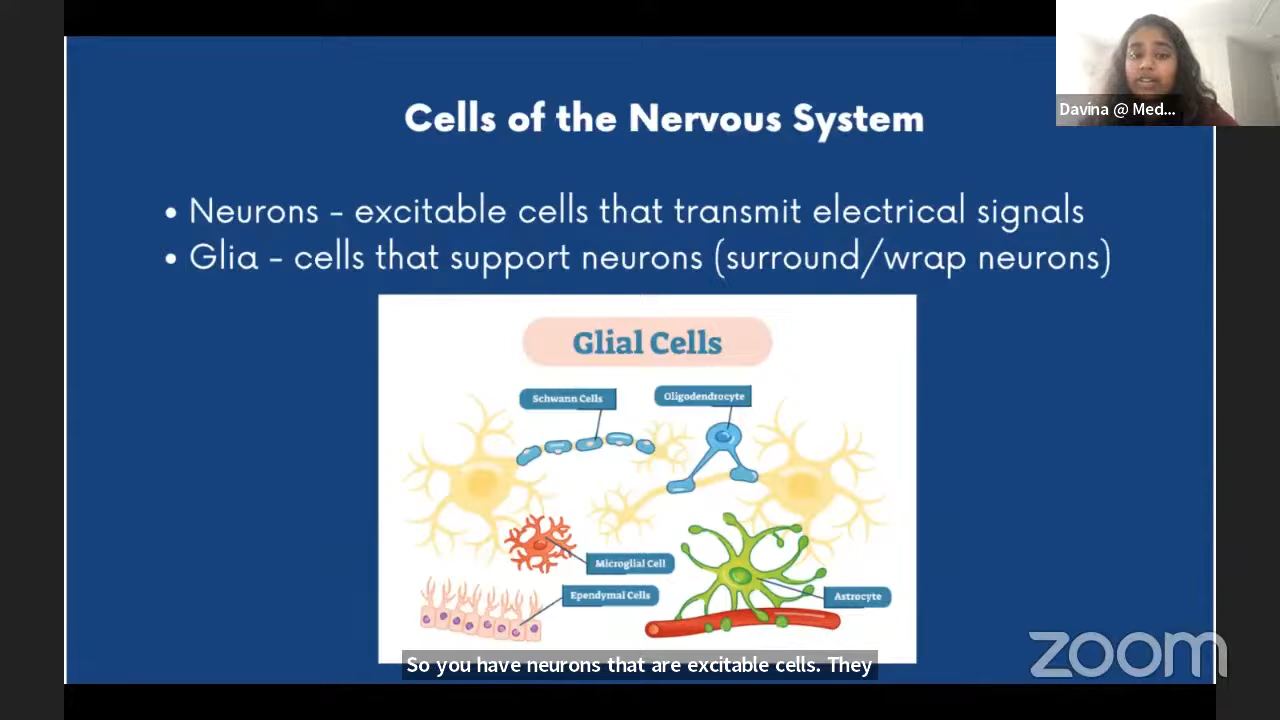 Cells of the Nervous System
Davina @ Med...
• Neurons - excitable cells that transmit electrical signals
• Glia - cells that support neurons (surround/wrap neurons)
Glial Cells
Schwann Cells
Oligodendrocyte
Microglial Cell
Ependymal Cells
Astrocyte
zoom
So you have neurons that are excitable cells. They